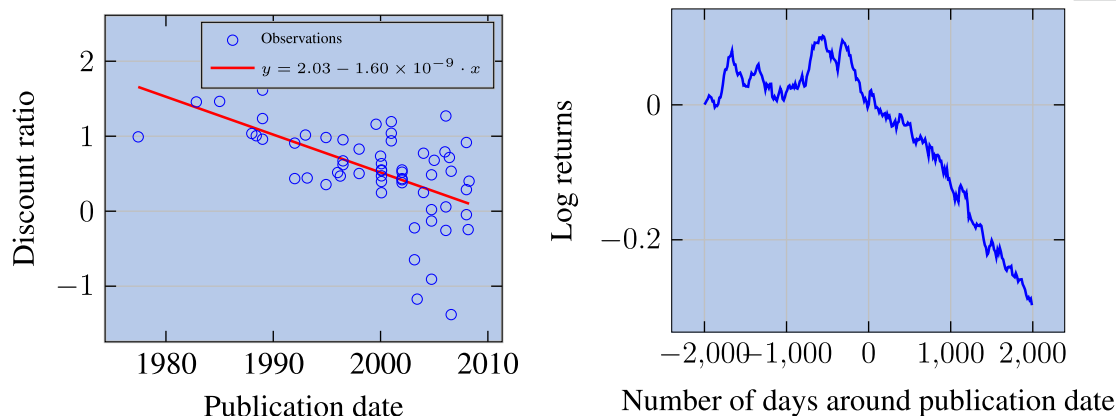 Observations
y = 2.03 − 1.60 × 10⁻⁹ · x
2
1
0
−1
1980 1990 2000 2010
Discount ratio
Publication date
0
−0.2
−2,000 −1,000 0 1,000 2,000
Log returns
Number of days around publication date